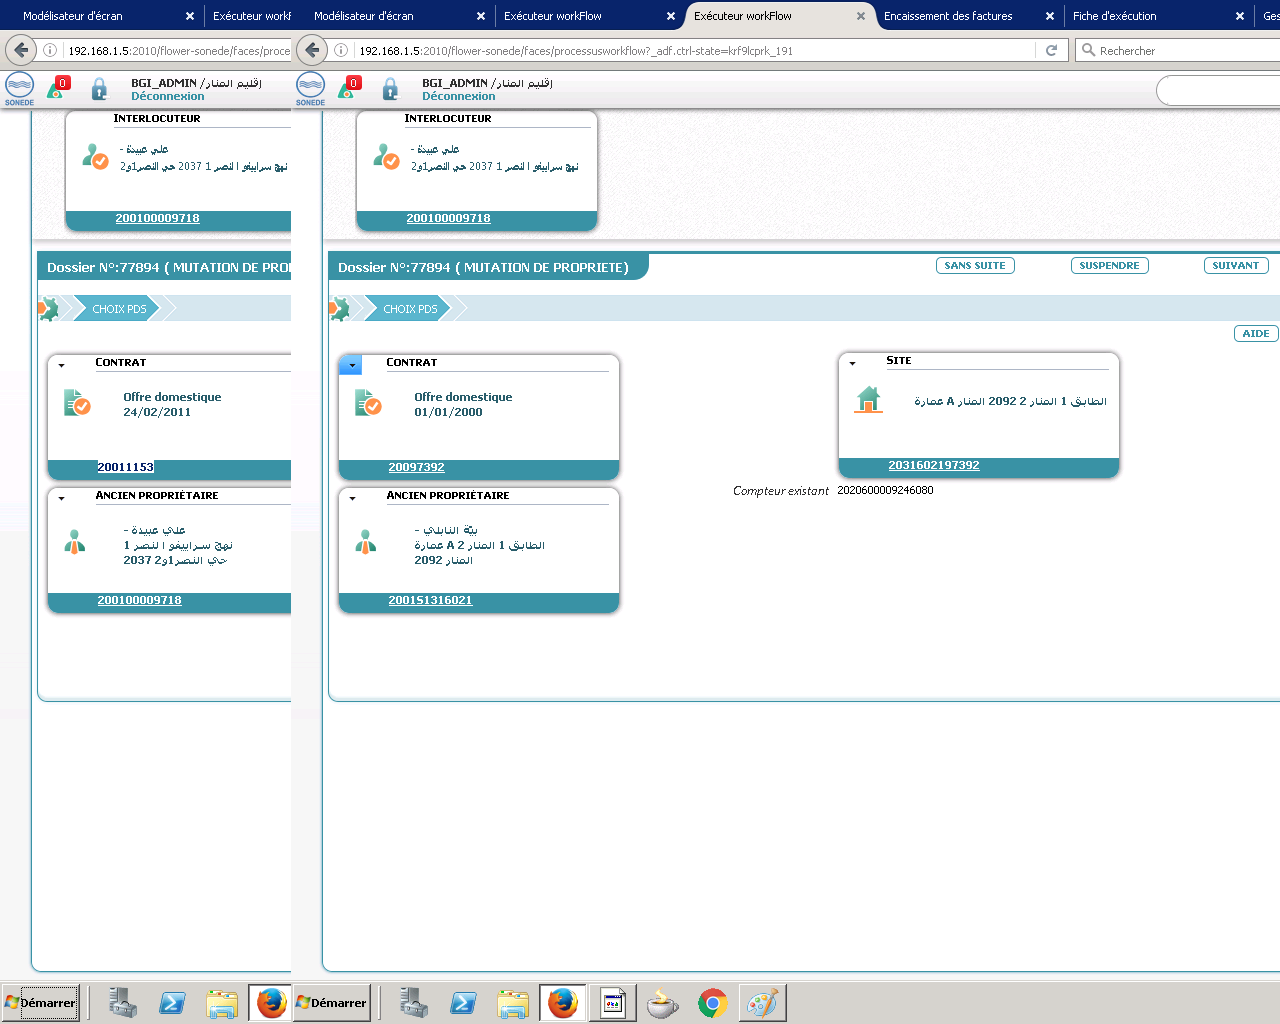 Modélisateur d'écran
Exécuteur workF
Modélisateur d'écran
Exécuteur workFlow
Exécuteur workFlow
Encaissement des factures
Fiche d'exécution
Ges
192.168.1.5:2010/flower-sonede/faces/proce
192.168.1.5:2010/flower-sonede/faces/processusworkflow?_adf.ctrl-state=krf9lcprk_191
Rechercher
SONEDE
0
BGI_ADMIN /إقليم المنار
Déconnexion
SONEDE
0
BGI_ADMIN /إقليم المنار
Déconnexion
INTERLOCUTEUR
- علي عبيدة
نهج سراييفو النصر 1 2037 حي النصر1و2
200100009718
INTERLOCUTEUR
- علي عبيدة
نهج سراييفو النصر 1 2037 حي النصر1و2
200100009718
Dossier N°:77894 ( MUTATION DE PROI
Dossier N°:77894 ( MUTATION DE PROPRIETE)
SANS SUITE
SUSPENDRE
SUIVANT
CHOIX PDS
CHOIX PDS
AIDE
CONTRAT
Offre domestique
24/02/2011
20011153
CONTRAT
Offre domestique
01/01/2000
20097392
SITE
الطابق 1 المنار 2 2092 المنار A عمارة
2031602197392
Compteur existant 2020600009246080
ANCIEN PROPRIÉTAIRE
- علي عبيدة
نهج سراييفو النصر 1
حي النصر1و2 2037
200100009718
ANCIEN PROPRIÉTAIRE
- بيّة النابلي
الطابق 1 المنار 2 A عمارة
المنار 2092
200151316021
Démarrer
Démarrer